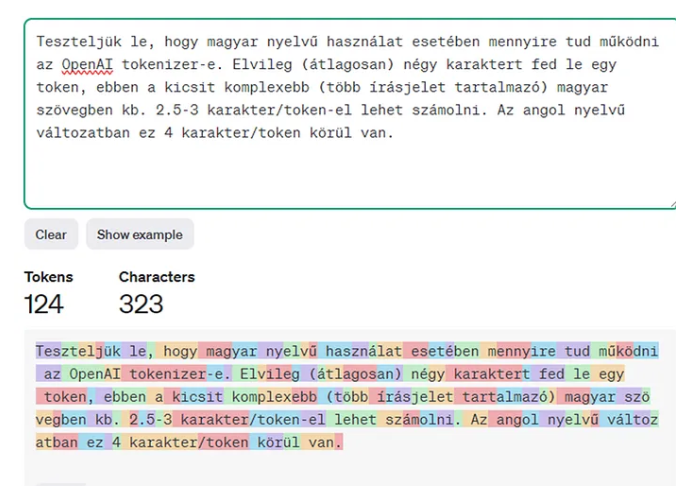 Teszteljük le, hogy magyar nyelvű használat esetében mennyire tud működni
az OpenAI tokenizer-e. Elvileg (átlagosan) négy karaktert fed le egy
token, ebben a kicsit komplexebb (több írásjelet tartalmazó) magyar
szövegben kb. 2.5-3 karakter/token-el lehet számolni. Az angol nyelvű
változatban ez 4 karakter/token körül van.
Clear Show example
Tokens Characters
124 323
Teszteljük le, hogy magyar nyelvű használat esetében mennyire tud működni
az OpenAI tokenizer-e. Elvileg (átlagosan) négy karaktert fed le egy
token, ebben a kicsit komplexebb (több írásjelet tartalmazó) magyar szö
vegben kb. 2.5-3 karakter/token-el lehet számolni. Az angol nyelvű változ
atban ez 4 karakter/token körül van.